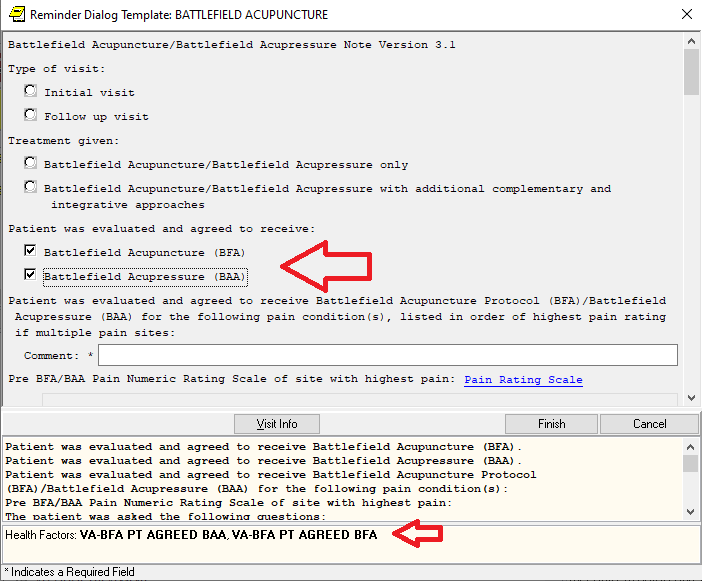 Reminder Dialog Template: BATTLEFIELD ACUPUNCTURE
Battlefield Acupuncture/Battlefield Acupressure Note Version 3.1
Type of visit:
Initial visit
Follow up visit
Treatment given:
Battlefield Acupuncture/Battlefield Acupressure only
Battlefield Acupuncture/Battlefield Acupressure with additional complementary and
integrative approaches
Patient was evaluated and agreed to receive:
Battlefield Acupuncture (BFA)
Battlefield Acupressure (BAA)
Patient was evaluated and agreed to receive Battlefield Acupuncture Protocol (BFA)/Battlefield
Acupressure (BAA) for the following pain condition(s), listed in order of highest pain rating
if multiple pain sites:
Comment: *
Pre BFA/BAA Pain Numeric Rating Scale of site with highest pain: Pain Rating Scale
Visit Info
Finish
Cancel
Patient was evaluated and agreed to receive Battlefield Acupuncture (BFA).
Patient was evaluated and agreed to receive Battlefield Acupressure (BAA).
Patient was evaluated and agreed to receive Battlefield Acupuncture Protocol
(BFA)/Battlefield Acupressure (BAA) for the following pain condition(s):
Pre BFA/BAA Pain Numeric Rating Scale of site with highest pain:
The patient was asked the following questions:
Health Factors: VA-BFA PT AGREED BAA, VA-BFA PT AGREED BFA
* Indicates a Required Field